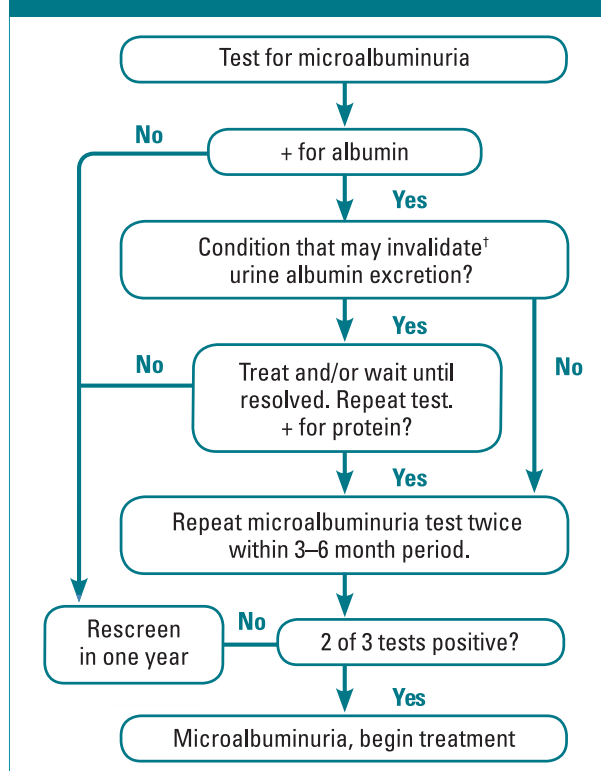 Test for microalbuminuria
No
+ for albumin
Yes
Condition that may invalidate†
urine albumin excretion?
Yes
No
No
Treat and/or wait until
resolved. Repeat test.
+ for protein?
Yes
Repeat microalbuminuria test twice
within 3–6 month period.
Rescreen
in one year
No
2 of 3 tests positive?
Yes
Microalbuminuria, begin treatment